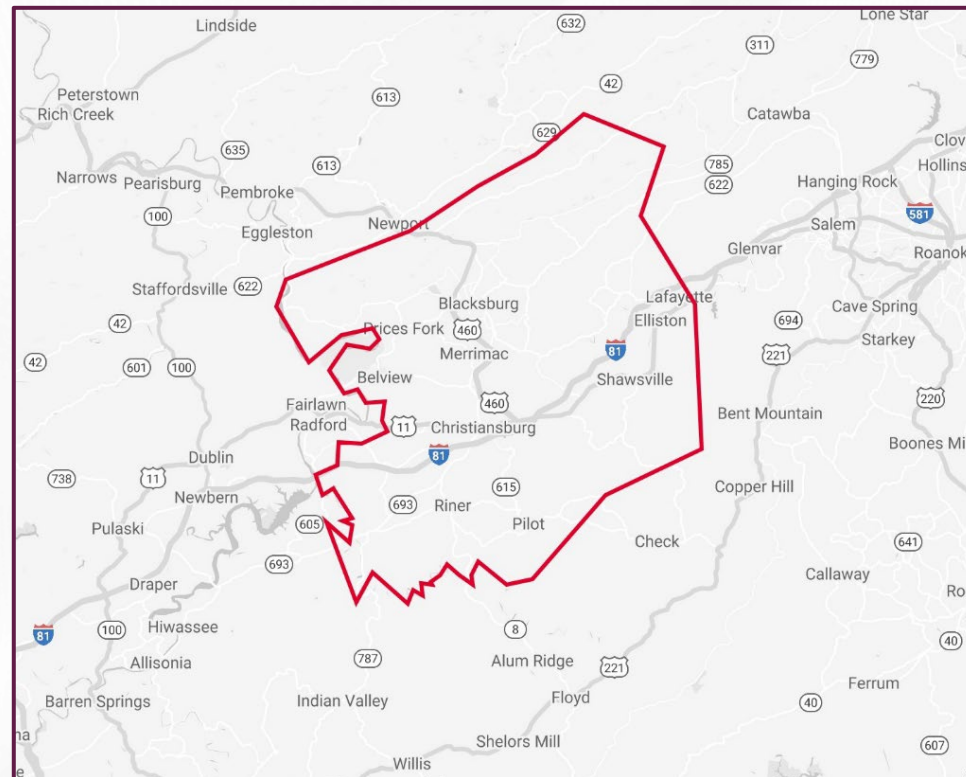 Lone Star
632
Lindside
311
779
42
Peterstown
613
Rich Creek
Catawba
629
635
785
613
622
Narrows
Pearisburg
Hanging Rock
Pembroke
100
581
Newport
Salem
Eggleston
Glenvar
622
Staffordsville
Lafayette
Blacksburg
Cave Spring
Elliston
42
Prices Fork
460
694
Starkey
Merrimac
81
221
42
601
100
Belview
Shawsville
460
220
Fairlawn
Bent Mountain
Radford
11
Christiansburg
Boones
Dublin
81
738
11
615
Copper Hill
Newbern
693
Riner
605
Pilot
Pulaski
Check
641
693
Callaway
Draper
81
100
Hiwassee
8
40
787
Alum Ridge
Allisonia
221
Ferrum
Barren Springs
Indian Valley
Floyd
40
Shelors Mill
607
Willis